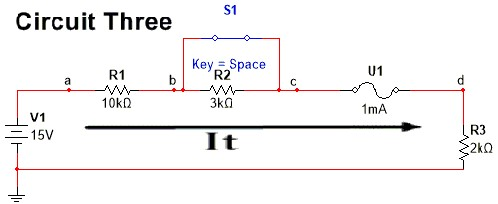 Circuit Three
S1
Key = Space
a
R1
10kΩ
b
R2
3kΩ
c
U1
1mA
d
V1
15V
It
R3
2kΩ